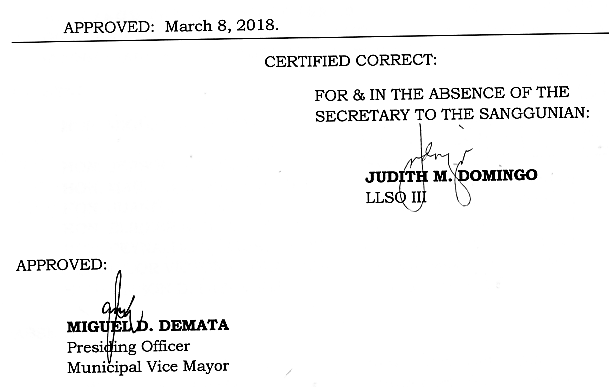 APPROVED: March 8, 2018.
CERTIFIED CORRECT:
FOR & IN THE ABSENCE OF THE
SECRETARY TO THE SANGGUNIAN:
JUDITH M. DOMINGO
LLSO III
APPROVED:
MIGUEL D. DEMATA
Presiding Officer
Municipal Vice Mayor